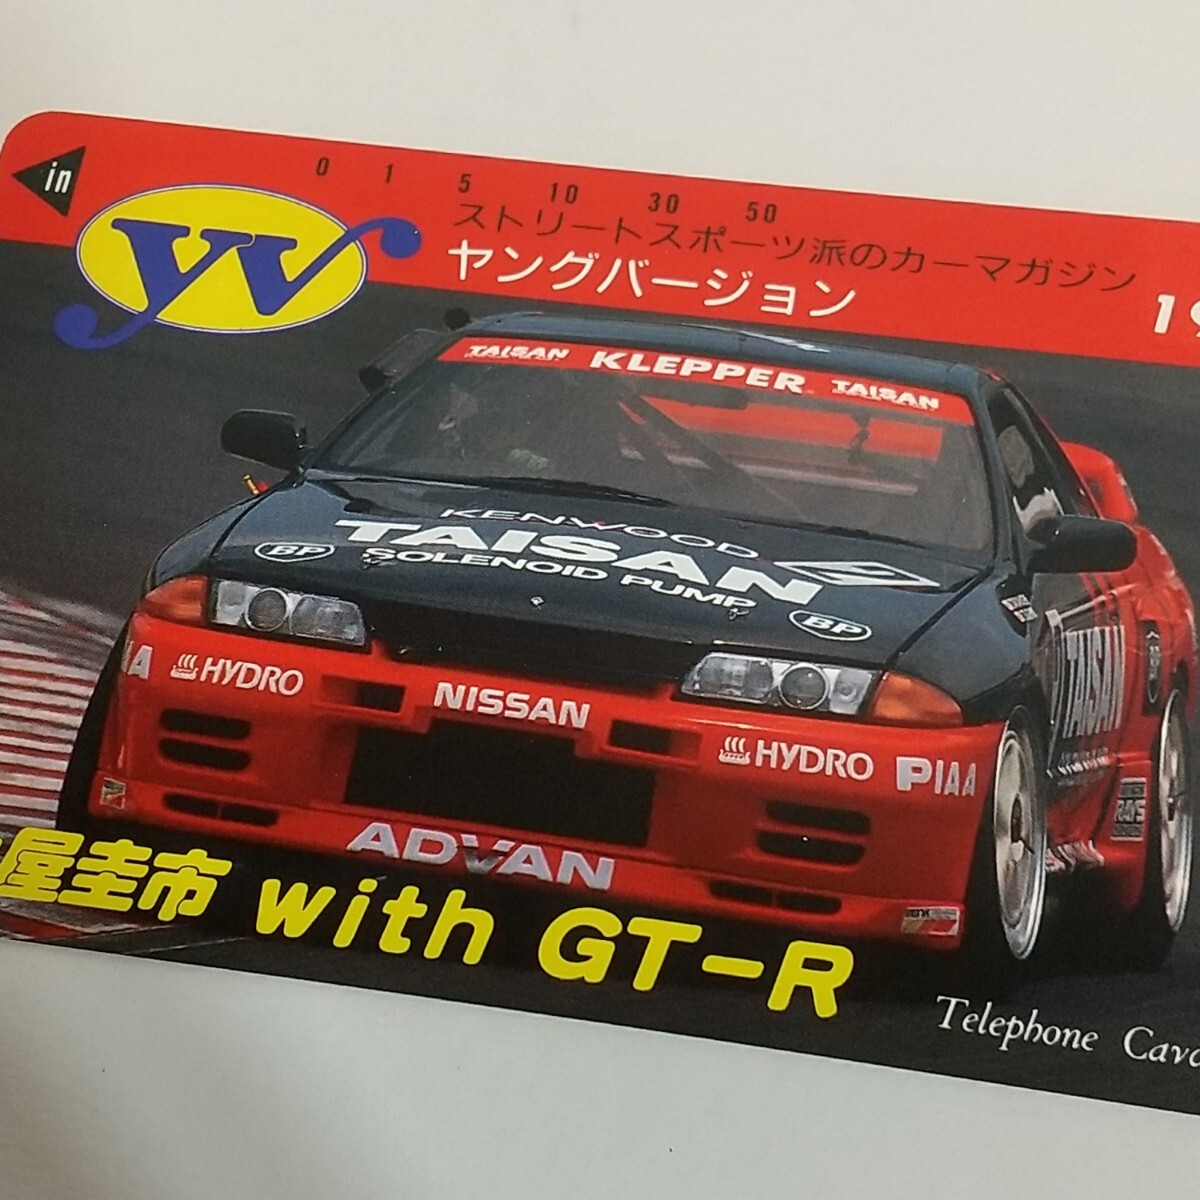 in
0 1 5 10 30 50
yv
ストリートスポーツ派のカーマガジン
ヤングバージョン
19
TAISAN KLEPPER TAISAN
KENWOOD
TAISAN
SOLENOID PUMP
BP
BP
HYDRO
NISSAN
HYDRO
PIAA
ADVAN
TAISAN
BP
RAYS
屋圭市 with GT-R
Telephone Card